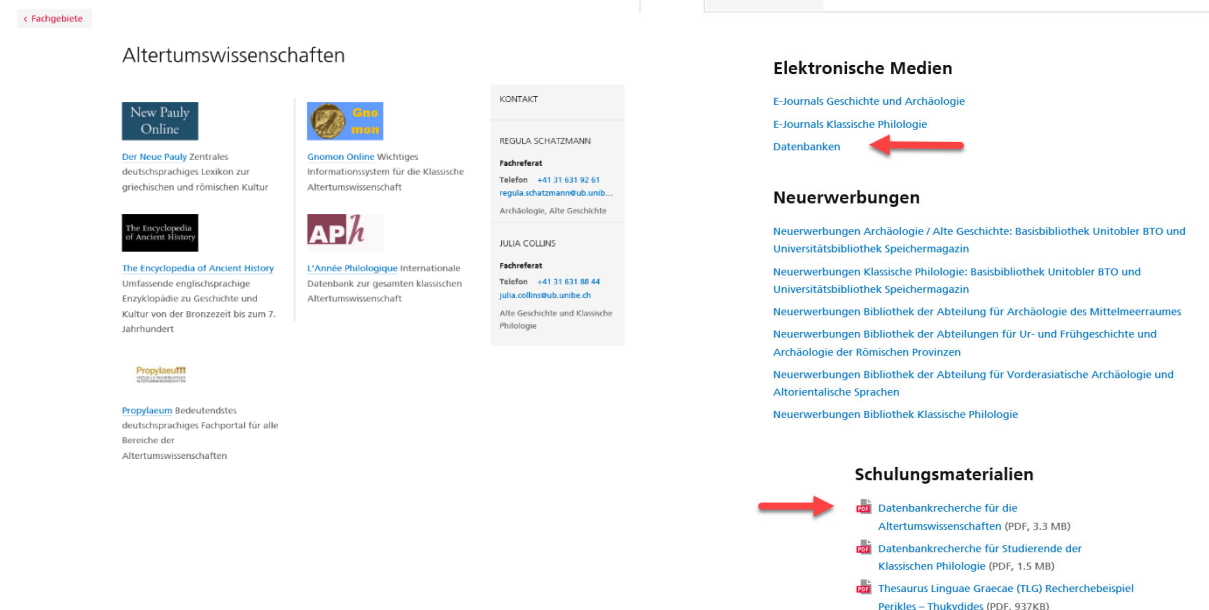 < Fachgebiete
Altertumswissenschaften
New Pauly
Online
Der Neue Pauly Zentrales
deutschsprachiges Lexikon zur
griechischen und römischen Kultur
Gno
mon
Gnomon Online Wichtiges
Informationssystem für die Klassische
Altertumswissenschaft
The Encyclopedia
of Ancient History
The Encyclopedia of Ancient History
Umfassende englischsprachige
Enzyklopädie zu Geschichte und
Kultur von der Bronzezeit bis zum 7.
Jahrhundert
APh
L'Année Philologique Internationale
Datenbank zur gesamten klassischen
Altertumswissenschaft
Propylaeum
Propylaeum Bedeutendstes
deutschsprachiges Fachportal für alle
Bereiche der
Altertumswissenschaften
KONTAKT
REGULA SCHATZMANN
Fachreferat
Telefon +41 31 631 92 61
regula.schatzmann@ub.unib...
Archäologie, Alte Geschichte
JULIA COLLINS
Fachreferat
Telefon +41 31 631 88 44
julia.collins@ub.unibe.ch
Alte Geschichte und Klassische
Philologie
Elektronische Medien
E-Journals Geschichte und Archäologie
E-Journals Klassische Philologie
Datenbanken
Neuerwerbungen
Neuerwerbungen Archäologie / Alte Geschichte: Basisbibliothek Unitobler BTO und
Universitätsbibliothek Speichermagazin
Neuerwerbungen Klassische Philologie: Basisbibliothek Unitobler BTO und
Universitätsbibliothek Speichermagazin
Neuerwerbungen Bibliothek der Abteilung für Archäologie des Mittelmeerraumes
Neuerwerbungen Bibliothek der Abteilungen für Ur- und Frühgeschichte und
Archäologie der Römischen Provinzen
Neuerwerbungen Bibliothek der Abteilung für Vorderasiatische Archäologie und
Altorientalische Sprachen
Neuerwerbungen Bibliothek Klassische Philologie
Schulungsmaterialien
PDF Datenbankrecherche für die
Altertumswissenschaften (PDF, 3.3 MB)
PDF Datenbankrecherche für Studierende der
Klassischen Philologie (PDF, 1.5 MB)
PDF Thesaurus Linguae Graecae (TLG) Recherchebeispiel
Perikles – Thukydides (PDF, 937KB)